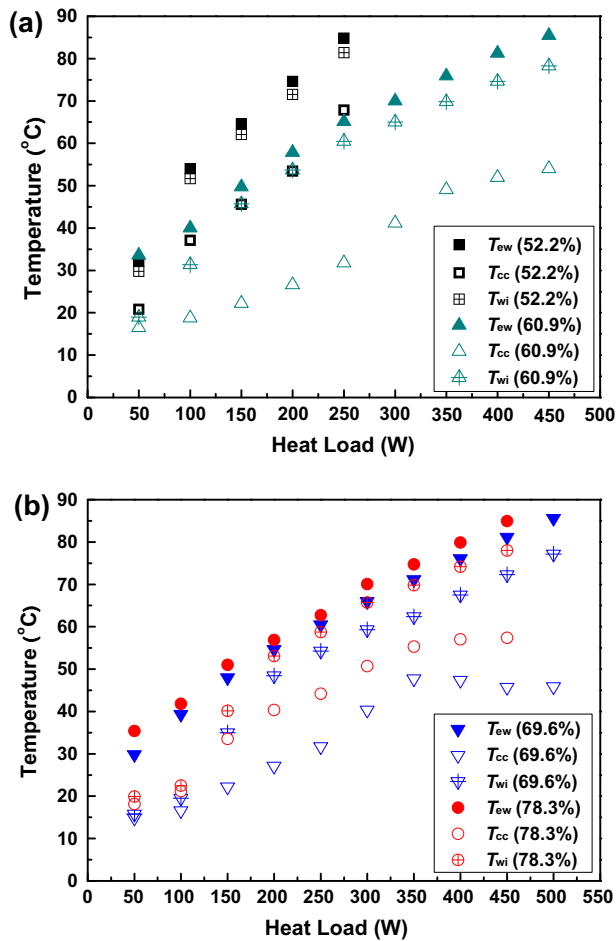 (a)
90
80
70
60
50
40
30
20
10
0
Temperature (°C)
Tew (52.2%)
Tcc (52.2%)
Twi (52.2%)
Tew (60.9%)
Tcc (60.9%)
Twi (60.9%)
0 50 100 150 200 250 300 350 400 450 500
Heat Load (W)
(b)
90
80
70
60
50
40
30
20
10
0
Temperature (°C)
Tew (69.6%)
Tcc (69.6%)
Twi (69.6%)
Tew (78.3%)
Tcc (78.3%)
Twi (78.3%)
0 50 100 150 200 250 300 350 400 450 500 550
Heat Load (W)